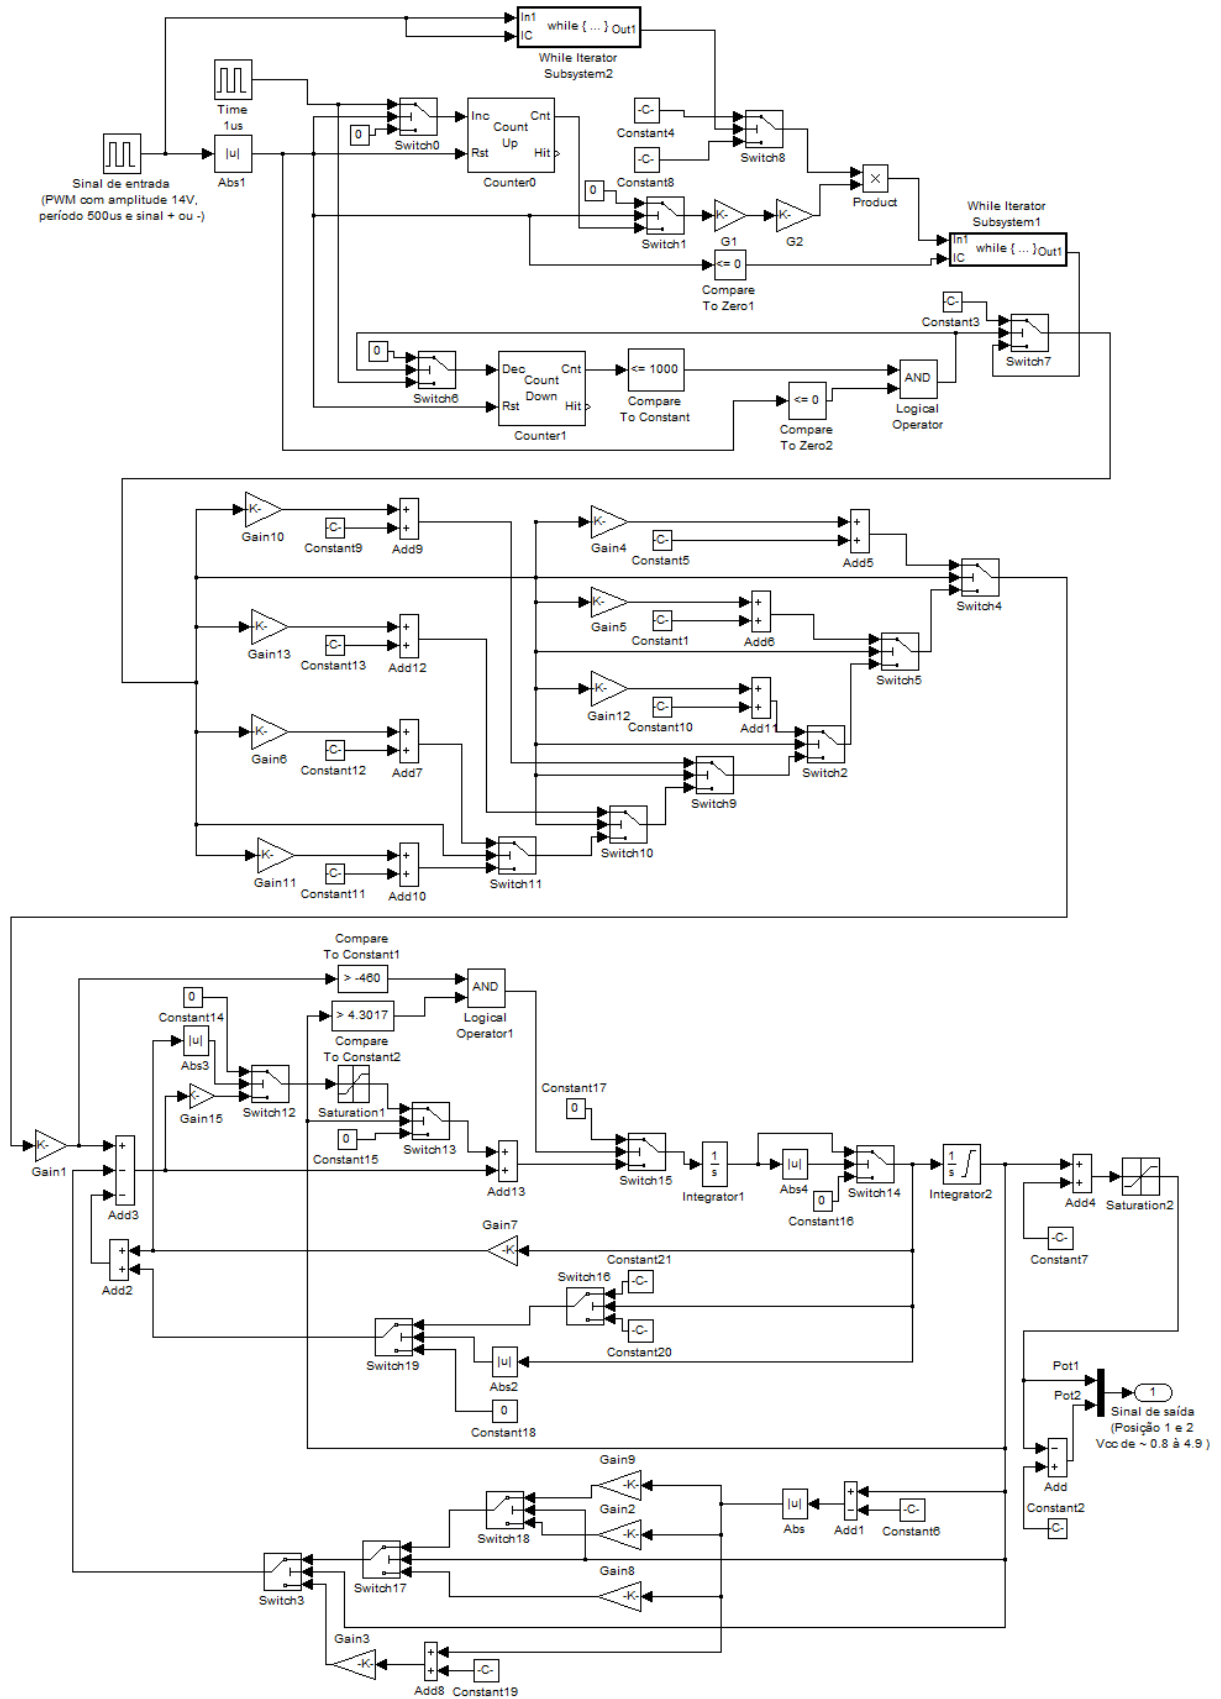 In1
IC
while { ... }
Out1
While Iterator
Subsystem2
Time
1us
0
Switch0
Inc
Rst
Count
Up
Cnt
Hit
Counter0
-C-
Constant4
-C-
Constant8
Switch8
Sinal de entrada
(PWM com amplitude 14V,
período 500us e sinal + ou -)
|u|
Abs1
0
Switch1
K-
G1
K-
G2
×
Product
<= 0
Compare
To Zero1
While Iterator
Subsystem1
In1
IC
while { ... }
Out1
-C-
Constant3
Switch7
0
Switch6
Dec
Rst
Count
Down
Cnt
Hit
Counter1
<= 1000
Compare
To Constant
<= 0
Compare
To Zero2
AND
Logical
Operator
K-
Gain10
-C-
Constant9
+
+
Add9
K-
Gain4
-C-
Constant5
+
+
Add5
Switch4
K-
Gain13
-C-
Constant13
+
+
Add12
K-
Gain5
-C-
Constant1
+
+
Add6
Switch5
K-
Gain12
-C-
Constant10
+
+
Add11
Switch2
K-
Gain6
-C-
Constant12
+
+
Add7
Switch9
Switch10
K-
Gain11
-C-
Constant11
+
+
Add10
Switch11
Compare
To Constant1
> -460
> 4.3017
Compare
To Constant2
AND
Logical
Operator1
0
Constant14
|u|
Abs3
K-
Gain15
Switch12
Saturation1
0
Constant15
Switch13
K-
Gain1
+
−
−
Add3
+
+
Add13
Constant17
0
Switch15
1
s
Integrator1
|u|
Abs4
0
Constant16
Switch14
1
s
Integrator2
+
+
Add4
-C-
Constant7
Saturation2
+
+
Add2
Gain7
-K-
Constant21
-C-
Switch16
-C-
Constant20
Switch19
|u|
Abs2
0
Constant18
Pot1
Pot2
1
Sinal de saída
(Posição 1 e 2
Vcc de ~ 0.8 à 4.9 )
−
+
Add
Constant2
-C-
Gain9
-K-
Gain2
-K-
Switch18
|u|
Abs
+
−
Add1
-C-
Constant6
Gain8
-K-
Switch17
Switch3
Gain3
-K-
+
+
Add8
-C-
Constant19